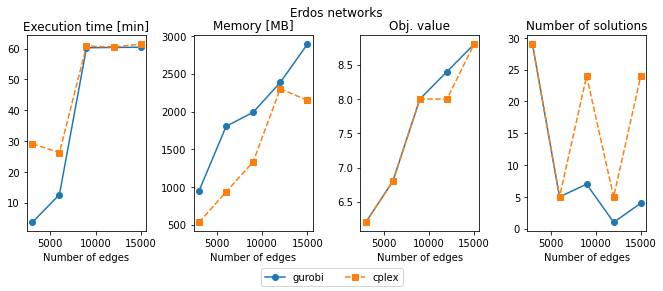 Erdos networks
Execution time [min]
60
50
40
30
20
10
5000 10000 15000
Number of edges
Memory [MB]
3000
2500
2000
1500
1000
500
5000 10000 15000
Number of edges
Obj. value
8.5
8.0
7.5
7.0
6.5
5000 10000 15000
Number of edges
Number of solutions
30
25
20
15
10
5
0
5000 10000 15000
Number of edges
gurobi cplex